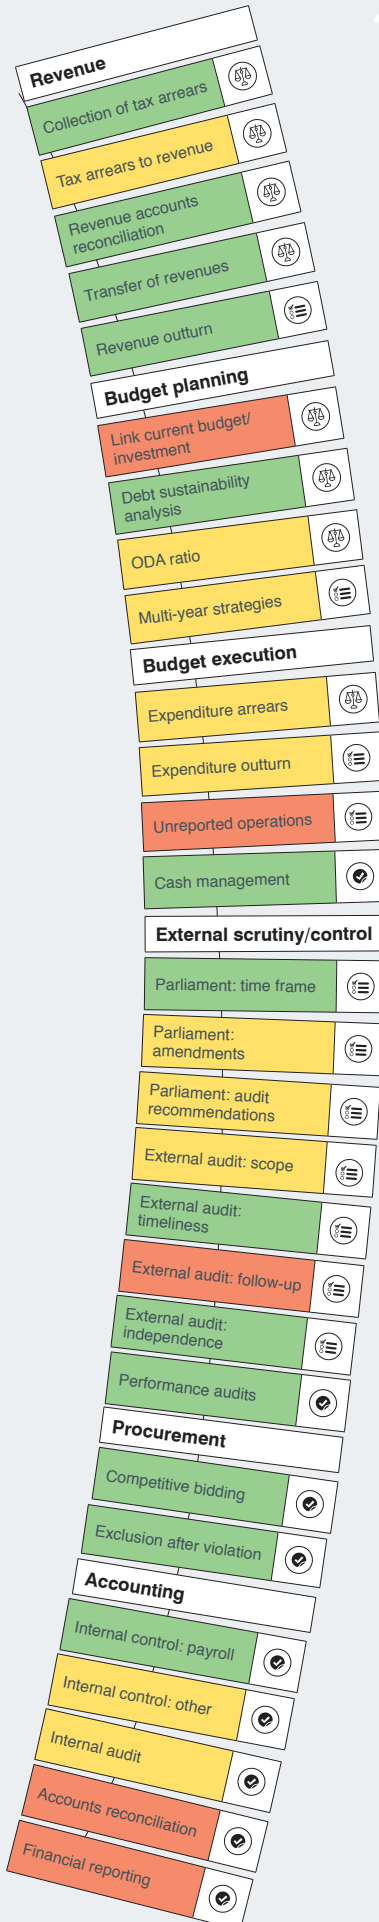 Revenue
Collection of tax arrears
Tax arrears to revenue
Revenue accounts
reconciliation
Transfer of revenues
Revenue outturn
Budget planning
Link current budget/
investment
Debt sustainability
analysis
ODA ratio
Multi-year strategies
Budget execution
Expenditure arrears
Expenditure outturn
Unreported operations
Cash management
External scrutiny/control
Parliament: time frame
Parliament:
amendments
Parliament: audit
recommendations
External audit: scope
External audit:
timeliness
External audit: follow-up
External audit:
independence
Performance audits
Procurement
Competitive bidding
Exclusion after violation
Accounting
Internal control: payroll
Internal control: other
Internal audit
Accounts reconciliation
Financial reporting